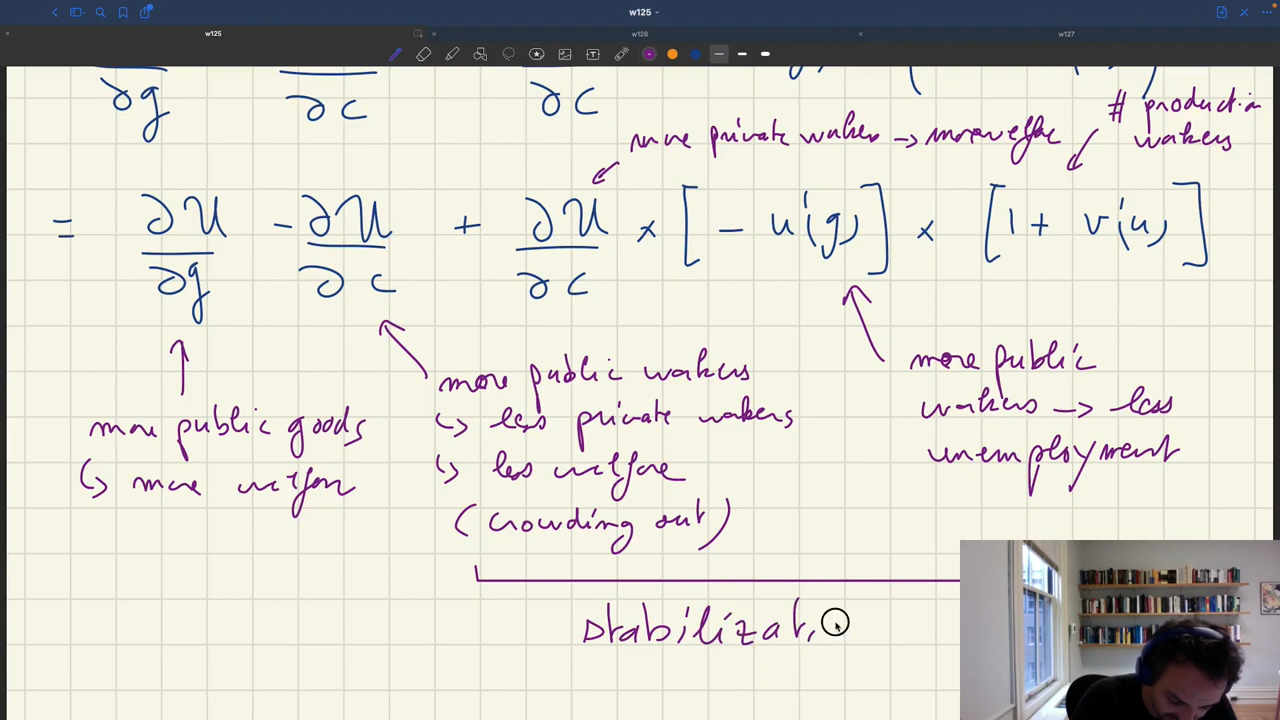 w125
w125
w126
w127
∂g ∂c ∂c
# production
workers
more private workers → more welfare
= ∂U/∂g - ∂U/∂c + ∂U/∂c × [ - u'(g) ] × [ 1 + v'(u) ]
more public goods
↳ more welfare
more public workers
↳ less private workers
↳ less welfare
(crowding out)
more public
workers → less
unemployment
stabilizati